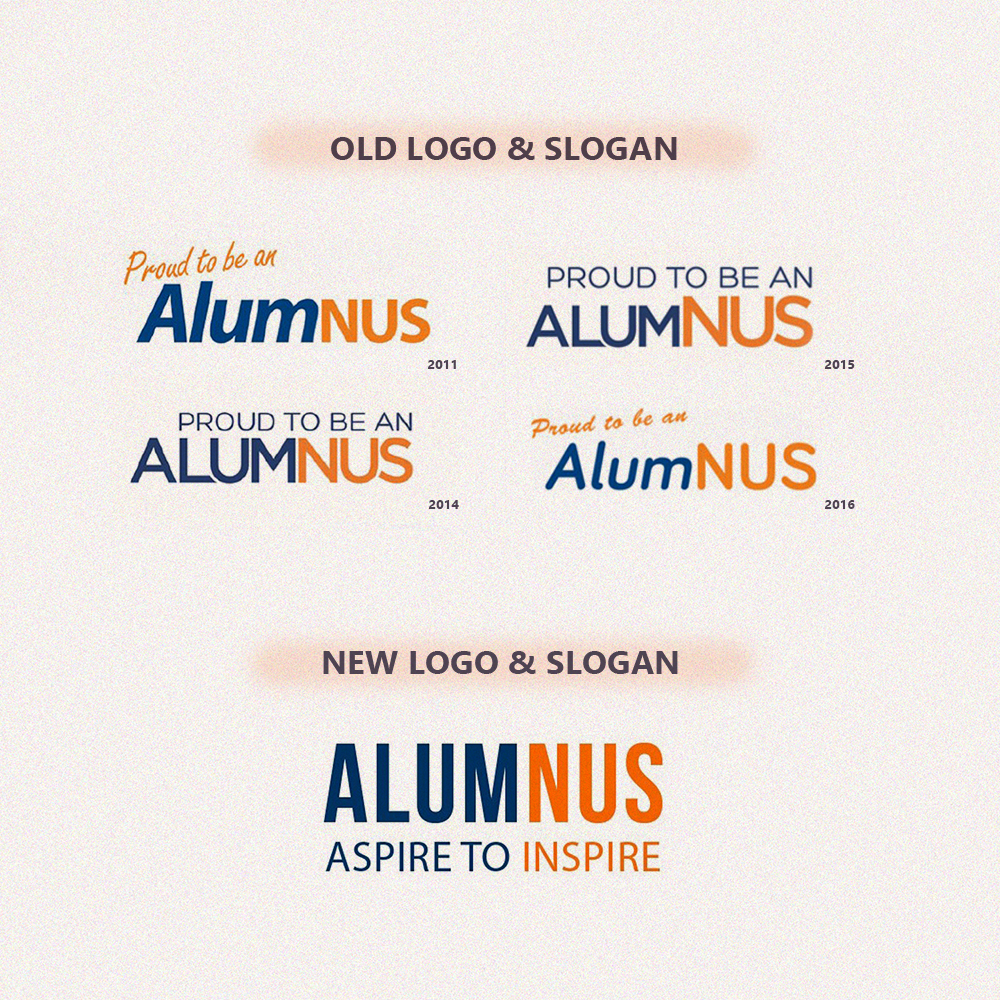 OLD LOGO & SLOGAN
Proud to be an
AlumNUS
2011
PROUD TO BE AN
ALUMNUS
2015
PROUD TO BE AN
ALUMNUS
2014
Proud to be an
AlumNUS
2016
NEW LOGO & SLOGAN
ALUMNUS
ASPIRE TO INSPIRE